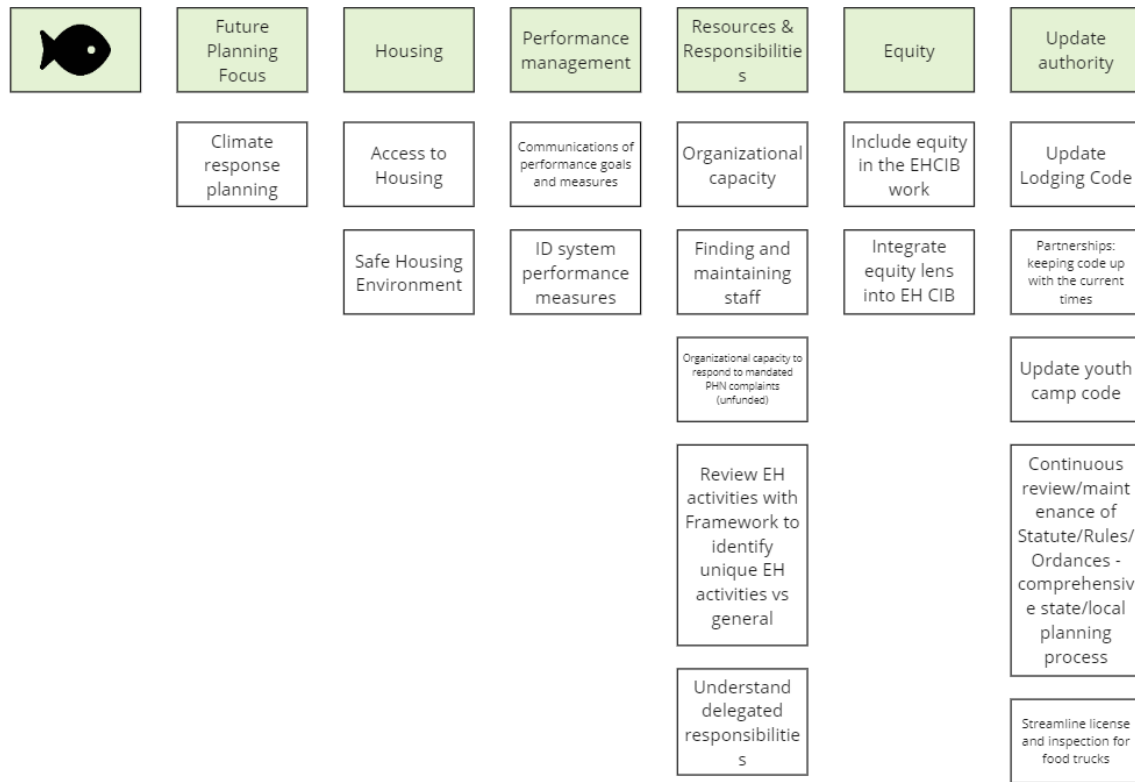 Future
Planning
Focus
Housing
Performance
management
Resources &
Responsibilitie
s
Equity
Update
authority
Climate
response
planning
Access to
Housing
Communications of
performance goals
and measures
Organizational
capacity
Include equity
in the EHCIB
work
Update
Lodging Code
Safe Housing
Environment
ID system
performance
measures
Finding and
maintaining
staff
Integrate
equity lens
into EH CIB
Partnerships:
keeping code up
with the current
times
Organizational capacity to
respond to mandated
PHN complaints
(unfunded)
Update youth
camp code
Review EH
activities with
Framework to
identify
unique EH
activities vs
general
Continuous
review/maint
enance of
Statute/Rules/
Ordances -
comprehensiv
e state/local
planning
process
Understand
delegated
responsibilitie
s
Streamline license
and inspection for
food trucks